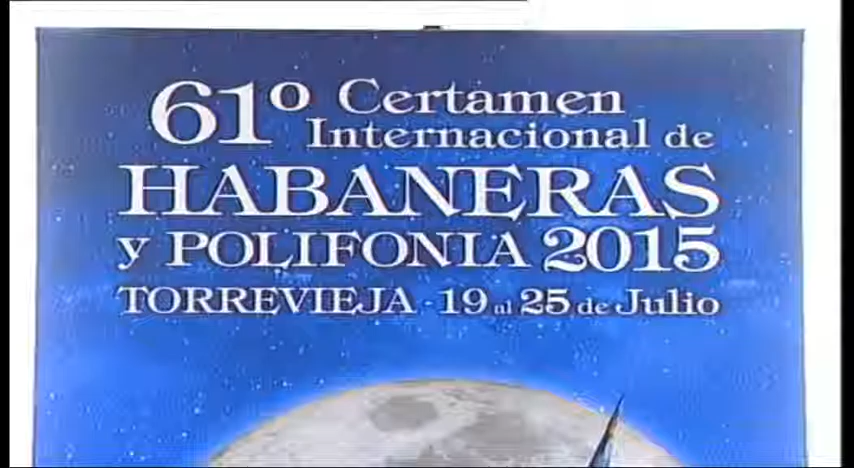 61º Certamen
Internacional de
HABANERAS
y POLIFONIA 2015
TORREVIEJA · 19 al 25 de Julio